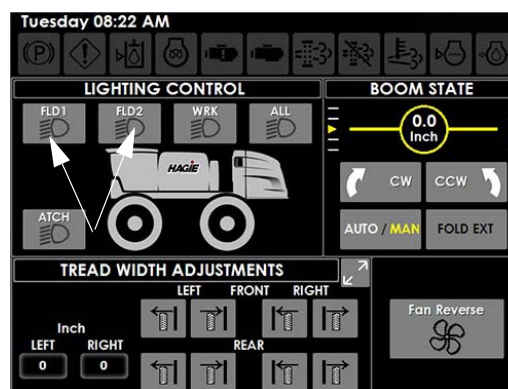 Tuesday 08:22 AM
LIGHTING CONTROL
FLD1 FLD2 WRK ALL
HAGIE
ATCH
BOOM STATE
0.0
Inch
CW CCW
AUTO / MAN FOLD EXT
TREAD WIDTH ADJUSTMENTS
LEFT FRONT RIGHT
Inch
LEFT RIGHT
0 0
REAR
Fan Reverse